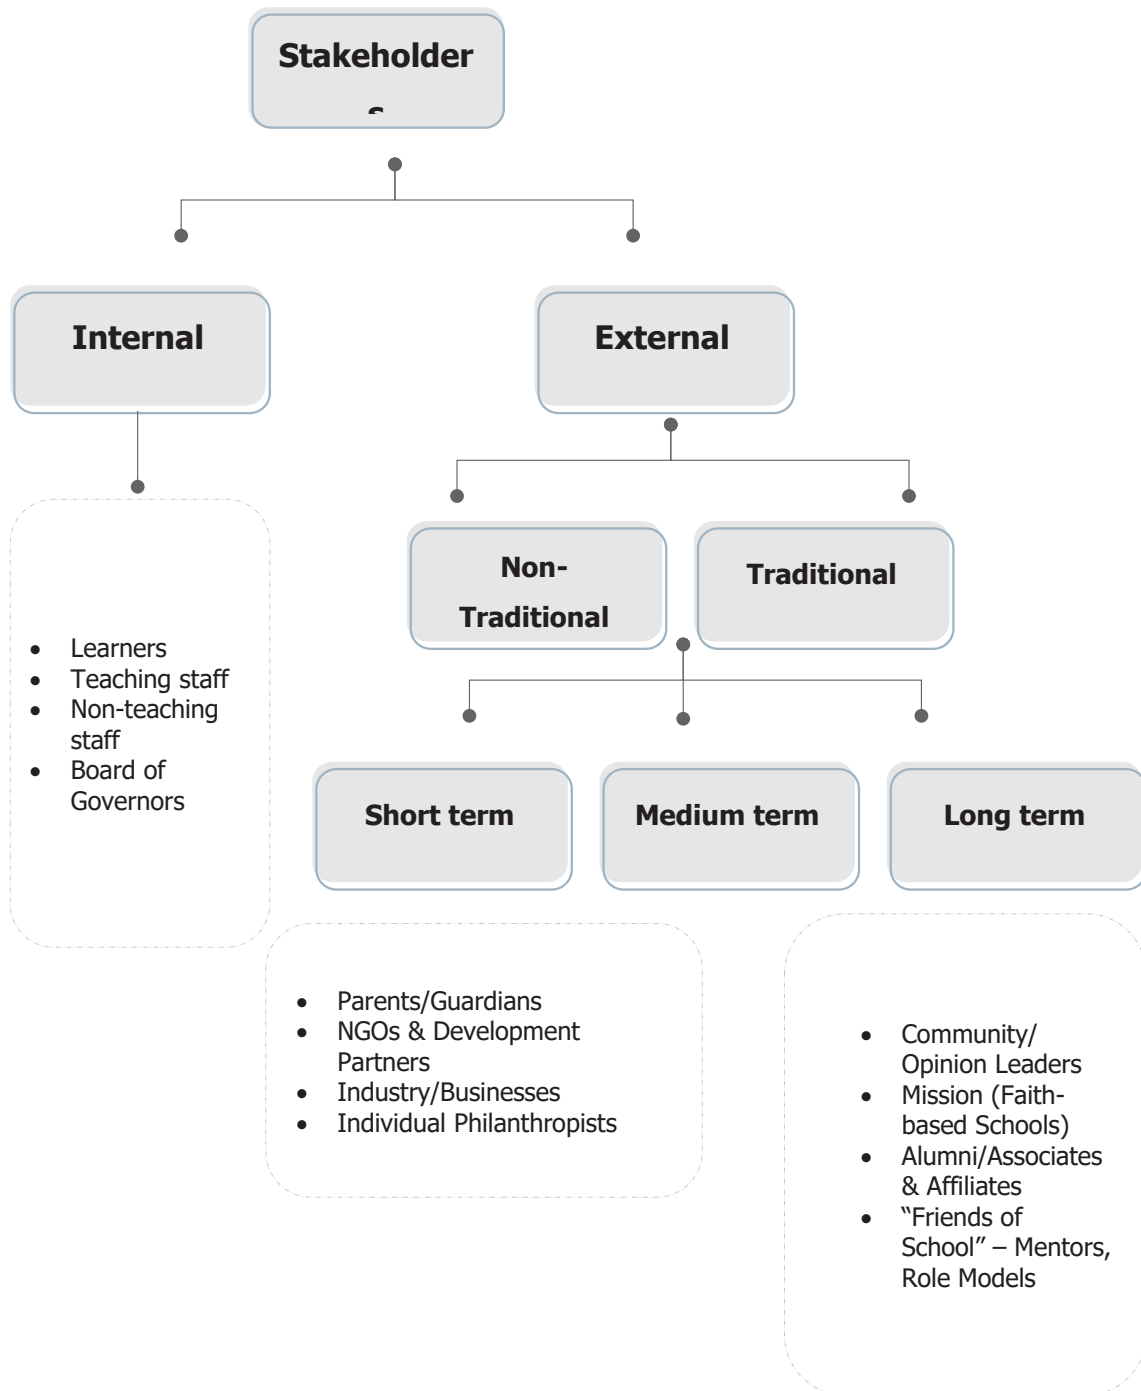 Stakeholder
s
Internal
External
Non-
Traditional
Traditional
• Learners
• Teaching staff
• Non-teaching
staff
• Board of
Governors
Short term
Medium term
Long term
• Parents/Guardians
• NGOs & Development
Partners
• Industry/Businesses
• Individual Philanthropists
• Community/
Opinion Leaders
• Mission (Faith-
based Schools)
• Alumni/Associates
& Affiliates
• “Friends of
School” – Mentors,
Role Models